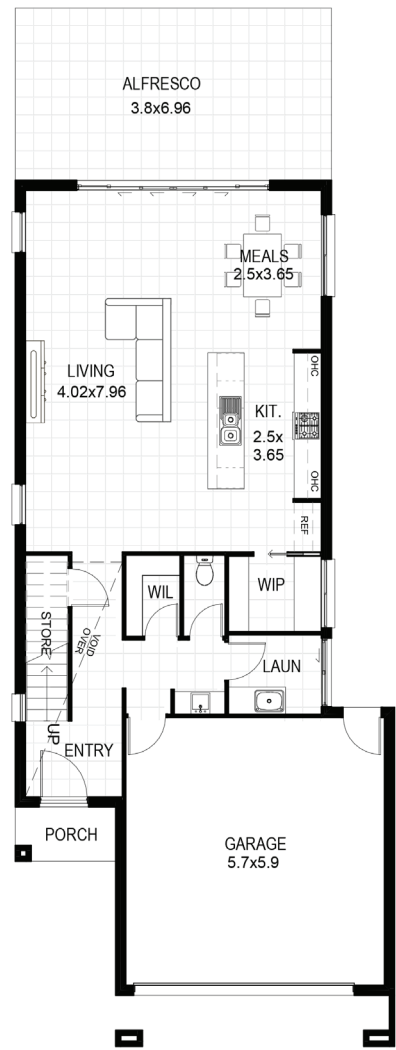 ALFRESCO
3.8x6.96
MEALS
2.5x3.65
LIVING
4.02x7.96
OHC
KIT.
2.5x
3.65
OHC
REF
WIL
WIP
STORE
VOID
OVER
LAUN
UP
ENTRY
PORCH
GARAGE
5.7x5.9